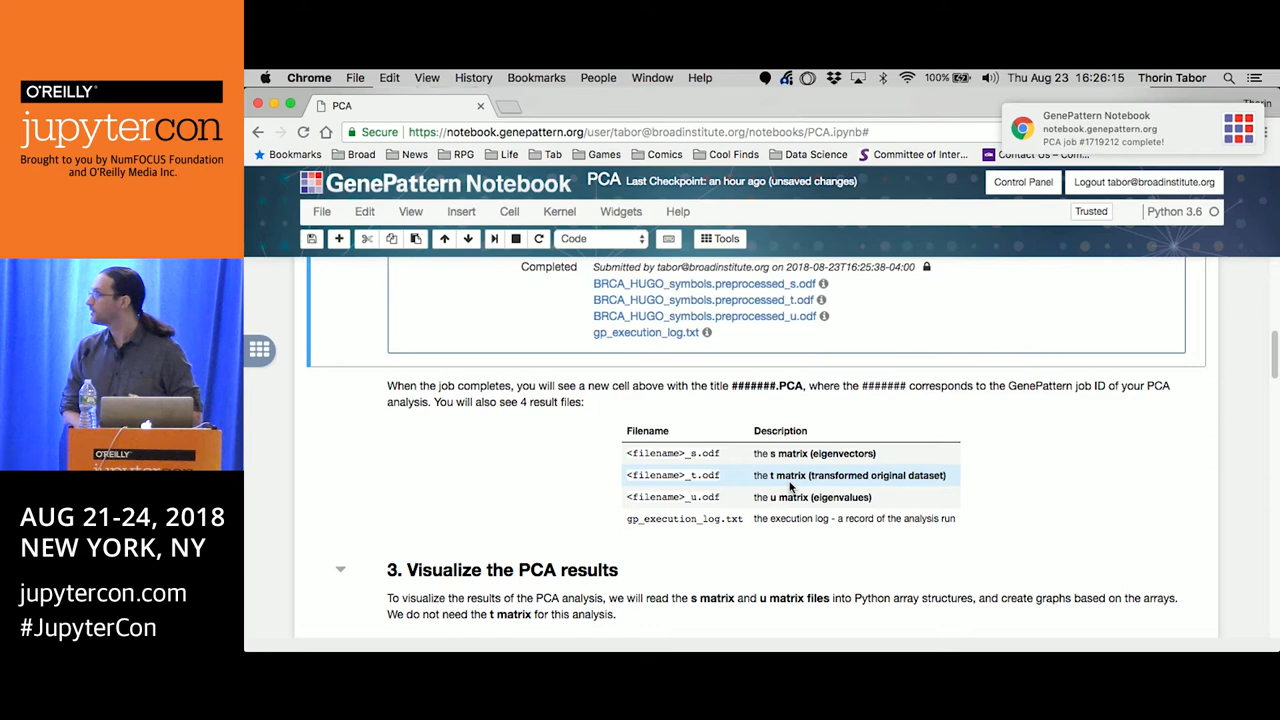 O'REILLY®
jupytercon
Brought to you by NumFOCUS Foundation
and O'Reilly Media Inc.
O'REILLY
jupytercon
AUG 21-24, 2018
NEW YORK, NY
jupytercon.com
#JupyterCon
Chrome File Edit View History Bookmarks People Window Help 100% Thu Aug 23 16:26:15 Thorin Tabor
PCA
Thorin
Secure https://notebook.genepattern.org/user/tabor@broadinstitute.org/notebooks/PCA.ipynb#
GenePattern Notebook
notebook.genepattern.org
PCA job #1719212 complete!
Bookmarks Broad News RPG Life Tab Games Comics Cool Finds Data Science Committee of Inter... Contact Us – Com...
GenePattern Notebook PCA Last Checkpoint: an hour ago (unsaved changes) Control Panel Logout tabor@broadinstitute.org
File Edit View Insert Cell Kernel Widgets Help Trusted Python 3.6
Code Tools
Completed Submitted by tabor@broadinstitute.org on 2018-08-23T16:25:38-04:00
BRCA_HUGO_symbols.preprocessed_s.odf
BRCA_HUGO_symbols.preprocessed_t.odf
BRCA_HUGO_symbols.preprocessed_u.odf
gp_execution_log.txt
When the job completes, you will see a new cell above with the title #######.PCA, where the ####### corresponds to the GenePattern job ID of your PCA
analysis. You will also see 4 result files:
Filename Description
<filename>_s.odf the s matrix (eigenvectors)
<filename>_t.odf the t matrix (transformed original dataset)
<filename>_u.odf the u matrix (eigenvalues)
gp_execution_log.txt the execution log - a record of the analysis run
3. Visualize the PCA results
To visualize the results of the PCA analysis, we will read the s matrix and u matrix files into Python array structures, and create graphs based on the arrays.
We do not need the t matrix for this analysis.